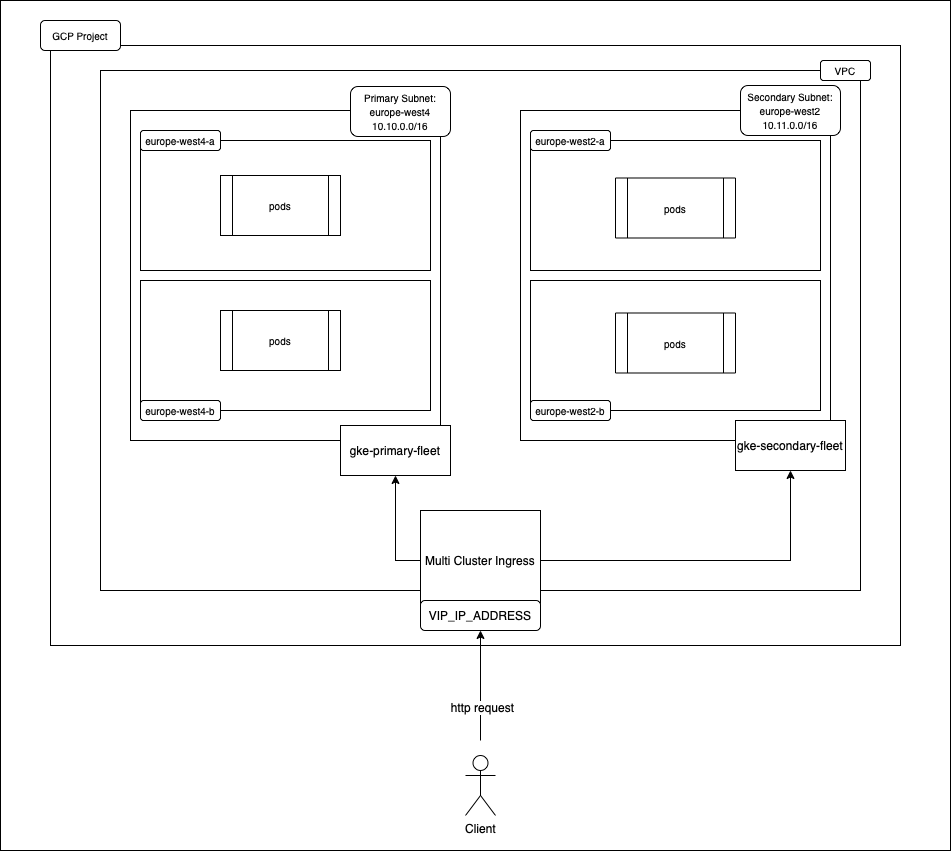 GCP Project
VPC
Primary Subnet:
europe-west4
10.10.0.0/16
europe-west4-a
pods
pods
europe-west4-b
gke-primary-fleet
Secondary Subnet:
europe-west2
10.11.0.0/16
europe-west2-a
pods
pods
europe-west2-b
gke-secondary-fleet
Multi Cluster Ingress
VIP_IP_ADDRESS
http request
Client